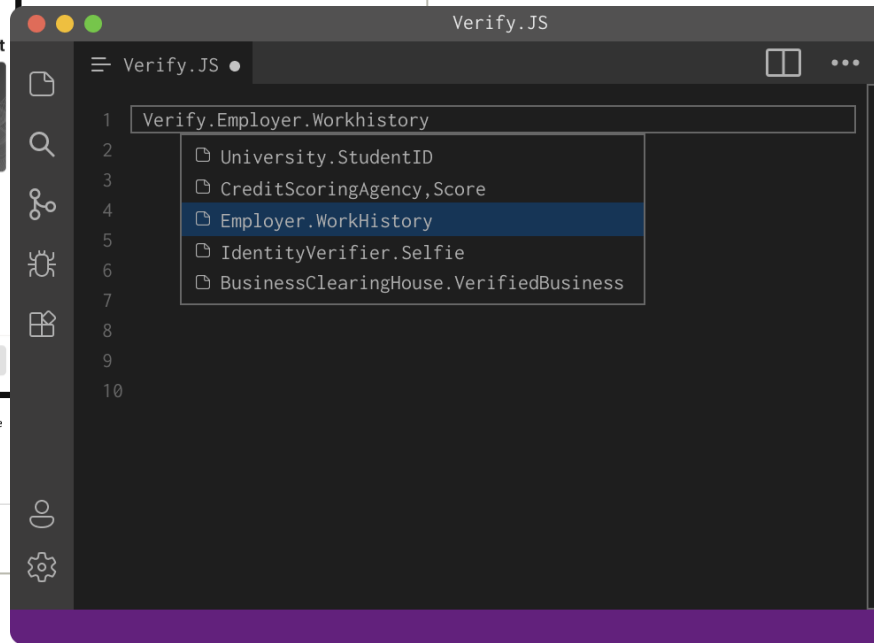 Verify.JS
t
Verify.JS
1 Verify.Employer.Workhistory
2
University.StudentID
3
CreditScoringAgency,Score
4
Employer.WorkHistory
5
IdentityVerifier.Selfie
6
BusinessClearingHouse.VerifiedBusiness
7
8
9
10
e